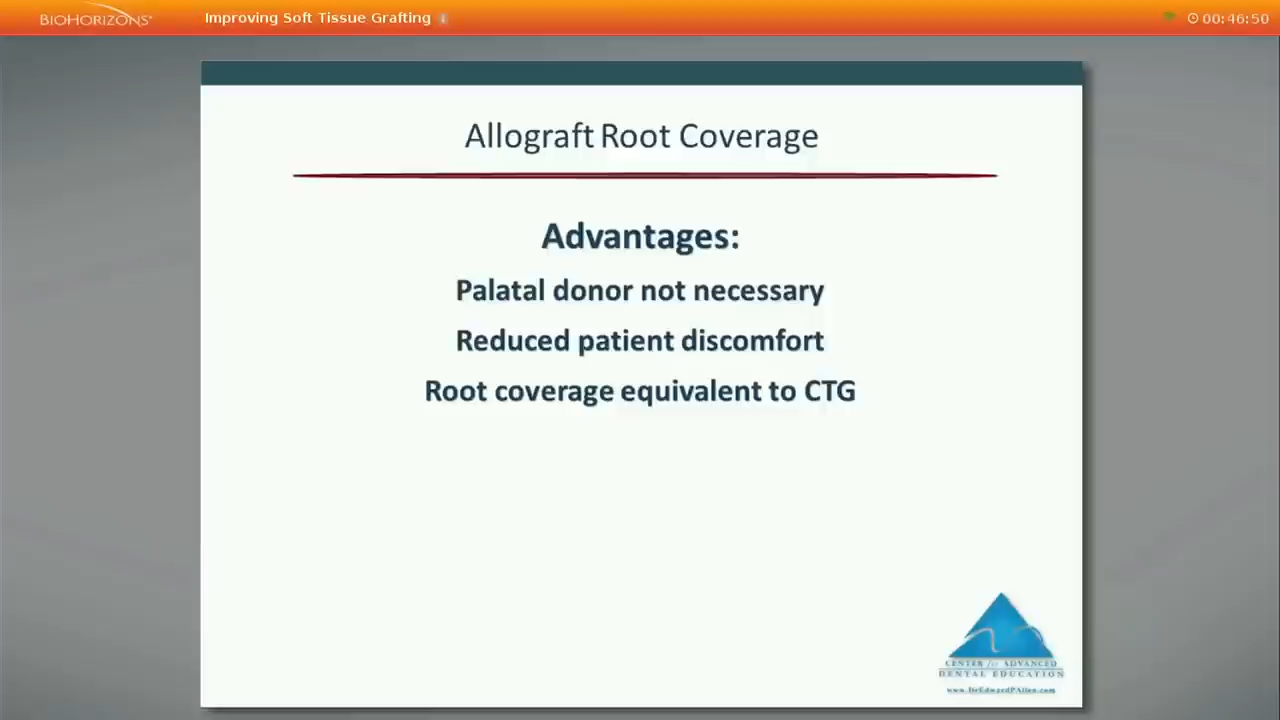 BIOHORIZONS®
Improving Soft Tissue Grafting
00:46:50
Allograft Root Coverage
Advantages:
Palatal donor not necessary
Reduced patient discomfort
Root coverage equivalent to CTG
CENTER for ADVANCED
DENTAL EDUCATION
www.DrEdwardPAllen.com